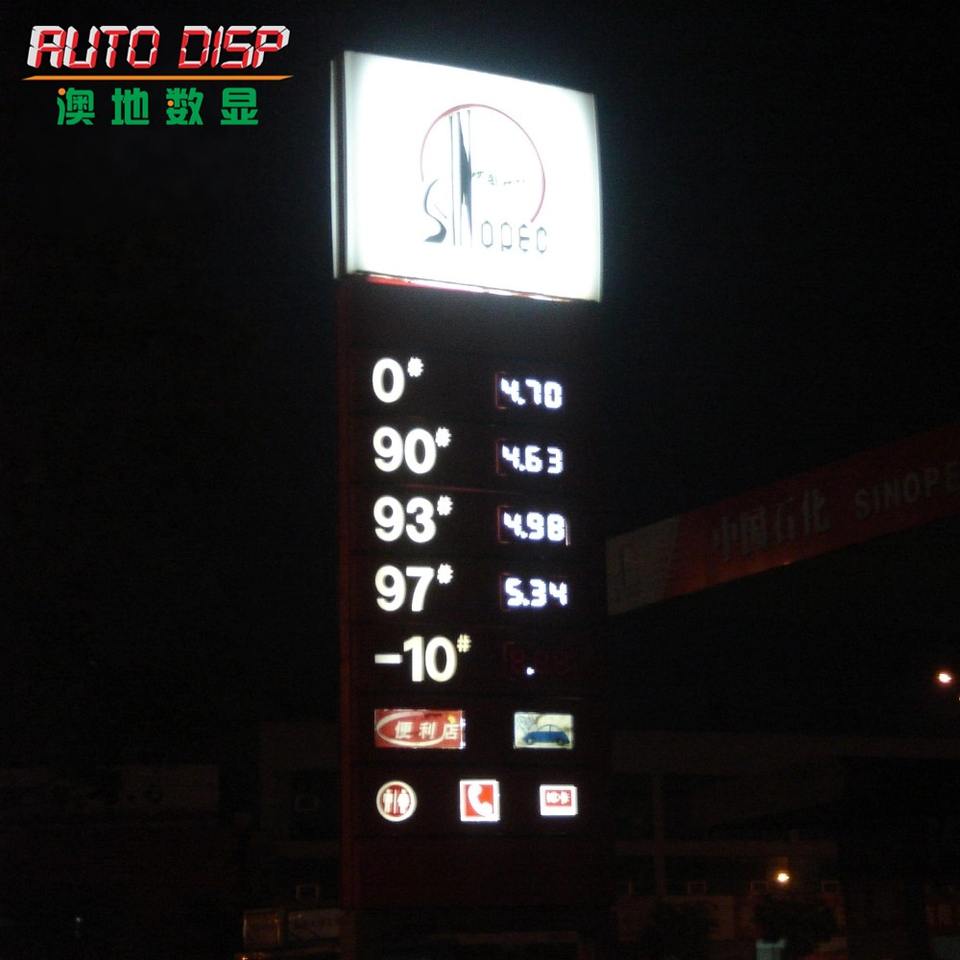 AUTO DISP
澳地数显
SINOPEC
0# 4.70
90# 4.63
93# 4.98
97# 5.34
-10#
便利店
中国石化 SINOPE